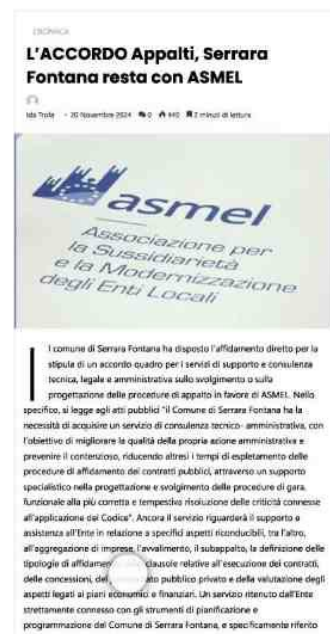 CRONACA
L'ACCORDO Appalti, Serrara
Fontana resta con ASMEL
Ida Trofa - 20 Novembre 2024 0 440 2 minuti di lettura
asmel
Associazione per
la Sussidiarietà
e la Modernizzazione
degli Enti Locali
Il comune di Serrara Fontana ha disposto l'affidamento diretto per la
stipula di un accordo quadro per i servizi di supporto e consulenza
tecnica, legale e amministrativa sullo svolgimento o sulla
progettazione delle procedure di appalto in favore di ASMEL. Nello
specifico, si legge agli atti pubblici "il Comune di Serrara Fontana ha la
necessità di acquisire un servizio di consulenza tecnico- amministrativa, con
l'obiettivo di migliorare la qualità della propria azione amministrativa e
prevenire il contenzioso, riducendo altresì i tempi di espletamento delle
procedure di affidamento dei contratti pubblici, attraverso un supporto
specialistico nella progettazione e svolgimento delle procedure di gara,
funzionale alla più corretta e tempestiva risoluzione delle criticità connesse
all'applicazione del Codice". Ancora il servizio riguarderà il supporto e
assistenza all'Ente in relazione a specifici aspetti riconducibili, tra l'altro,
all'aggregazione di imprese, l'avvalimento, il subappalto, la definizione delle
tipologie di clausole relative all'esecuzione dei contratti,
delle concessioni, del pubblico privato e della valutazione degli
aspetti legati ai piani economici e finanziari. Un servizio ritenuto dall'Ente
strettamente connesso con gli strumenti di pianificazione e
programmazione del Comune di Serrara Fontana, e specificamente riferito